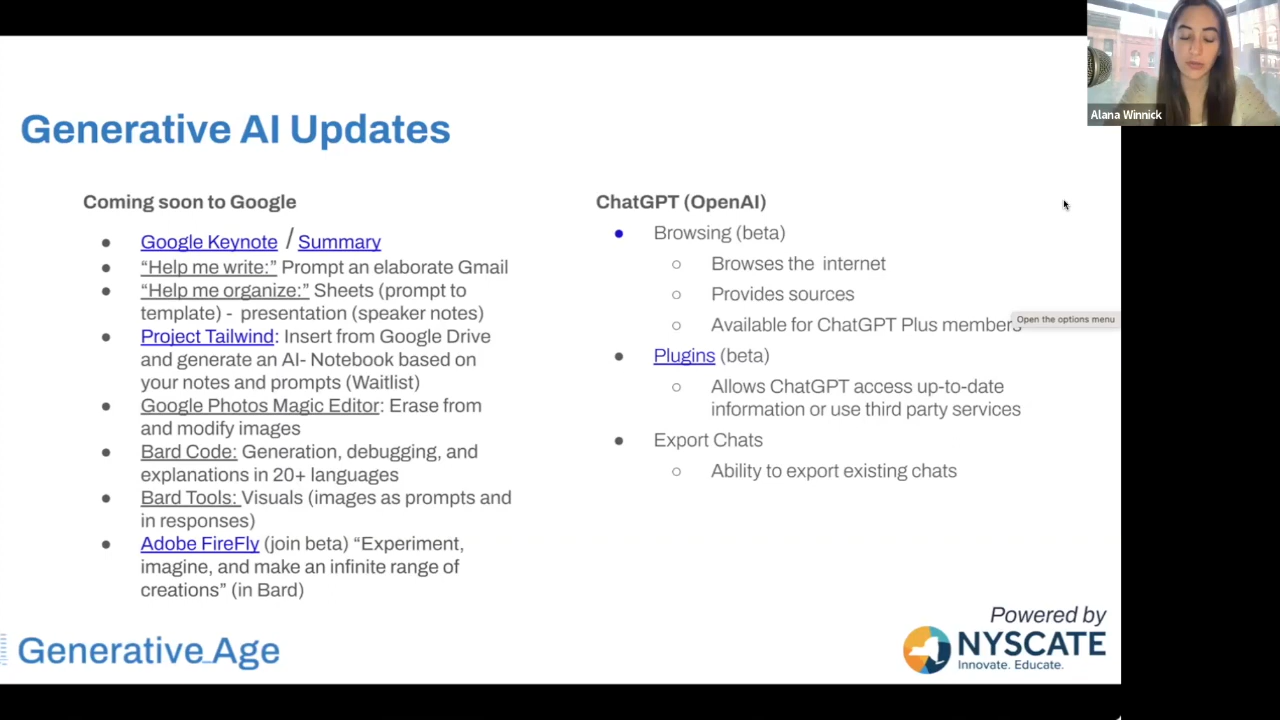 Alana Winnick
Generative AI Updates
Coming soon to Google
● Google Keynote / Summary
● “Help me write:” Prompt an elaborate Gmail
● “Help me organize:” Sheets (prompt to
template) - presentation (speaker notes)
● Project Tailwind: Insert from Google Drive
and generate an AI- Notebook based on
your notes and prompts (Waitlist)
● Google Photos Magic Editor: Erase from
and modify images
● Bard Code: Generation, debugging, and
explanations in 20+ languages
● Bard Tools: Visuals (images as prompts and
in responses)
● Adobe FireFly (join beta) “Experiment,
imagine, and make an infinite range of
creations” (in Bard)
ChatGPT (OpenAI)
● Browsing (beta)
○ Browses the internet
○ Provides sources
○ Available for ChatGPT Plus members
Open the options menu
● Plugins (beta)
○ Allows ChatGPT access up-to-date
information or use third party services
● Export Chats
○ Ability to export existing chats
Generative_Age
Powered by
NYSCATE
Innovate. Educate.